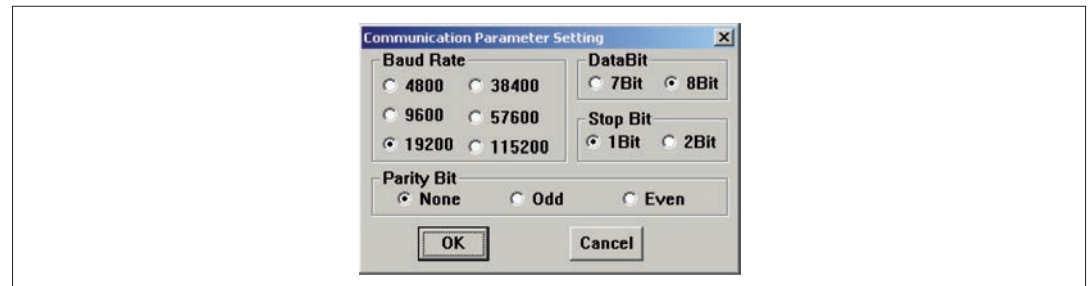 Communication Parameter Setting
Baud Rate
4800 38400
9600 57600
19200 115200
DataBit
7Bit 8Bit
Stop Bit
1Bit 2Bit
Parity Bit
None Odd Even
OK Cancel